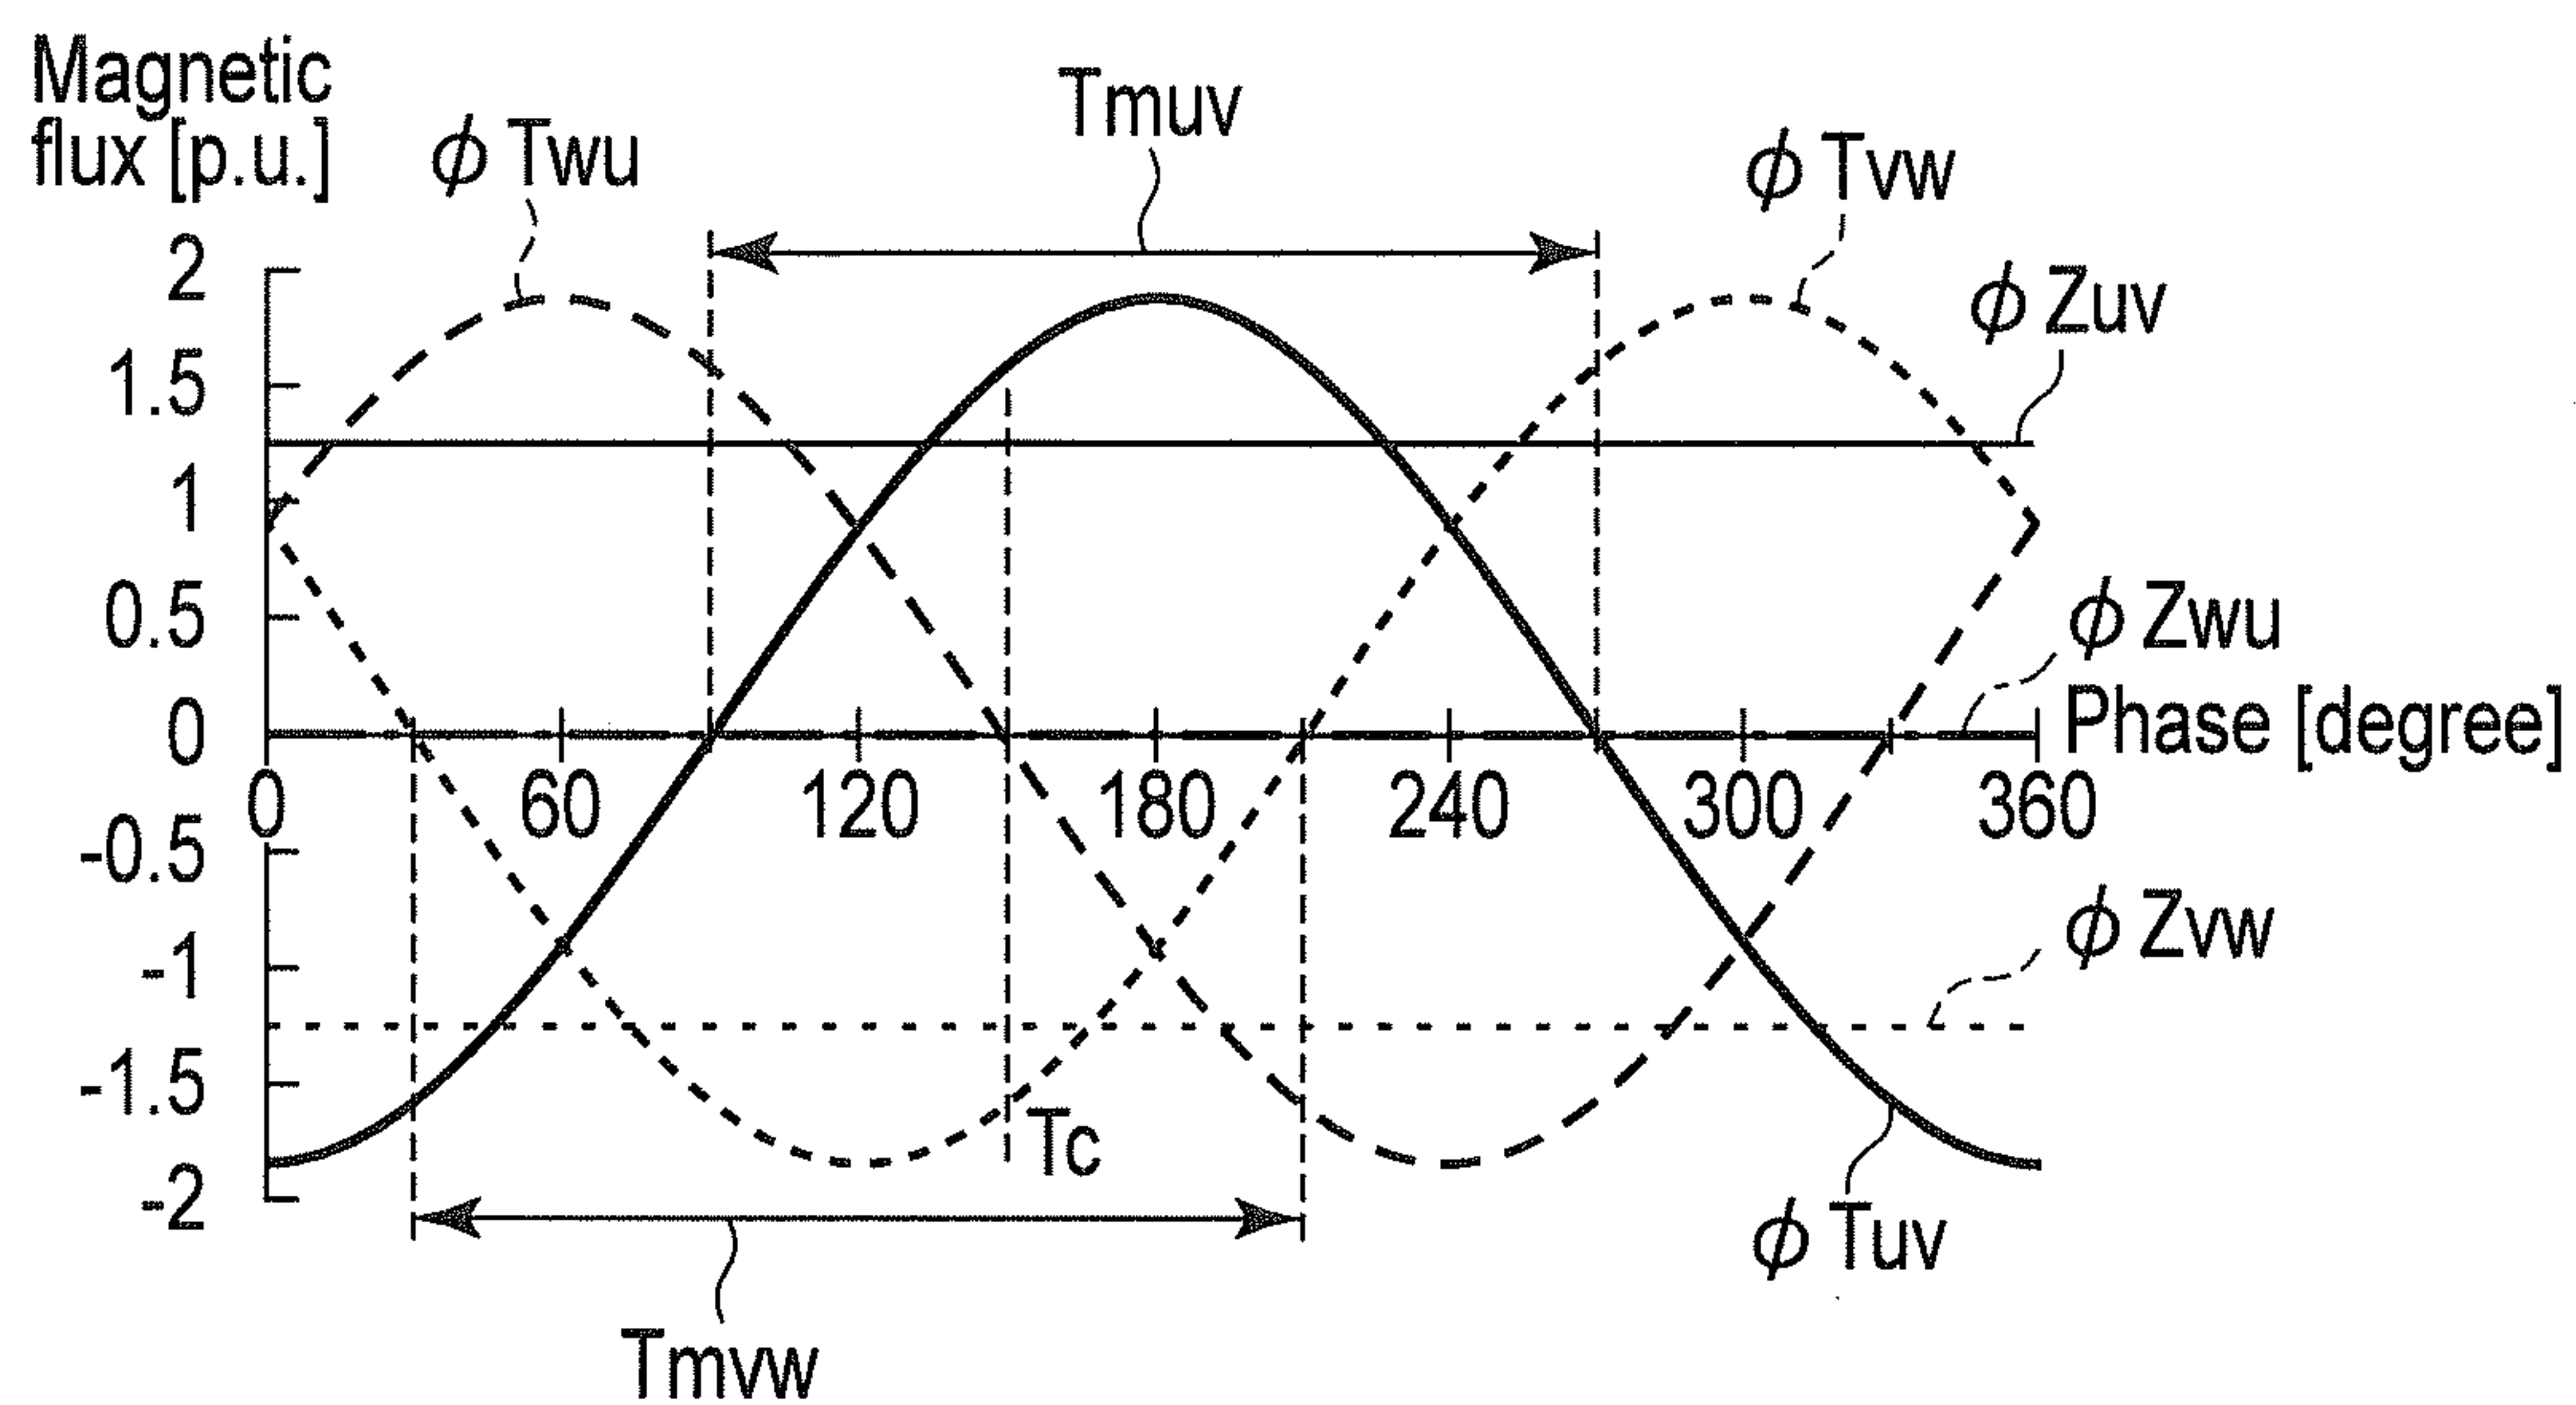 Magnetic
flux [p.u.]
ϕ Twu
Tmuv
ϕ Tvw
ϕ Zuv
2
1.5
1
0.5
0
-0.5
-1
-1.5
-2
ϕ Zwu
Phase [degree]
0 60 120 180 240 300 360
ϕ Zvw
Tc
ϕ Tuv
Tmvw